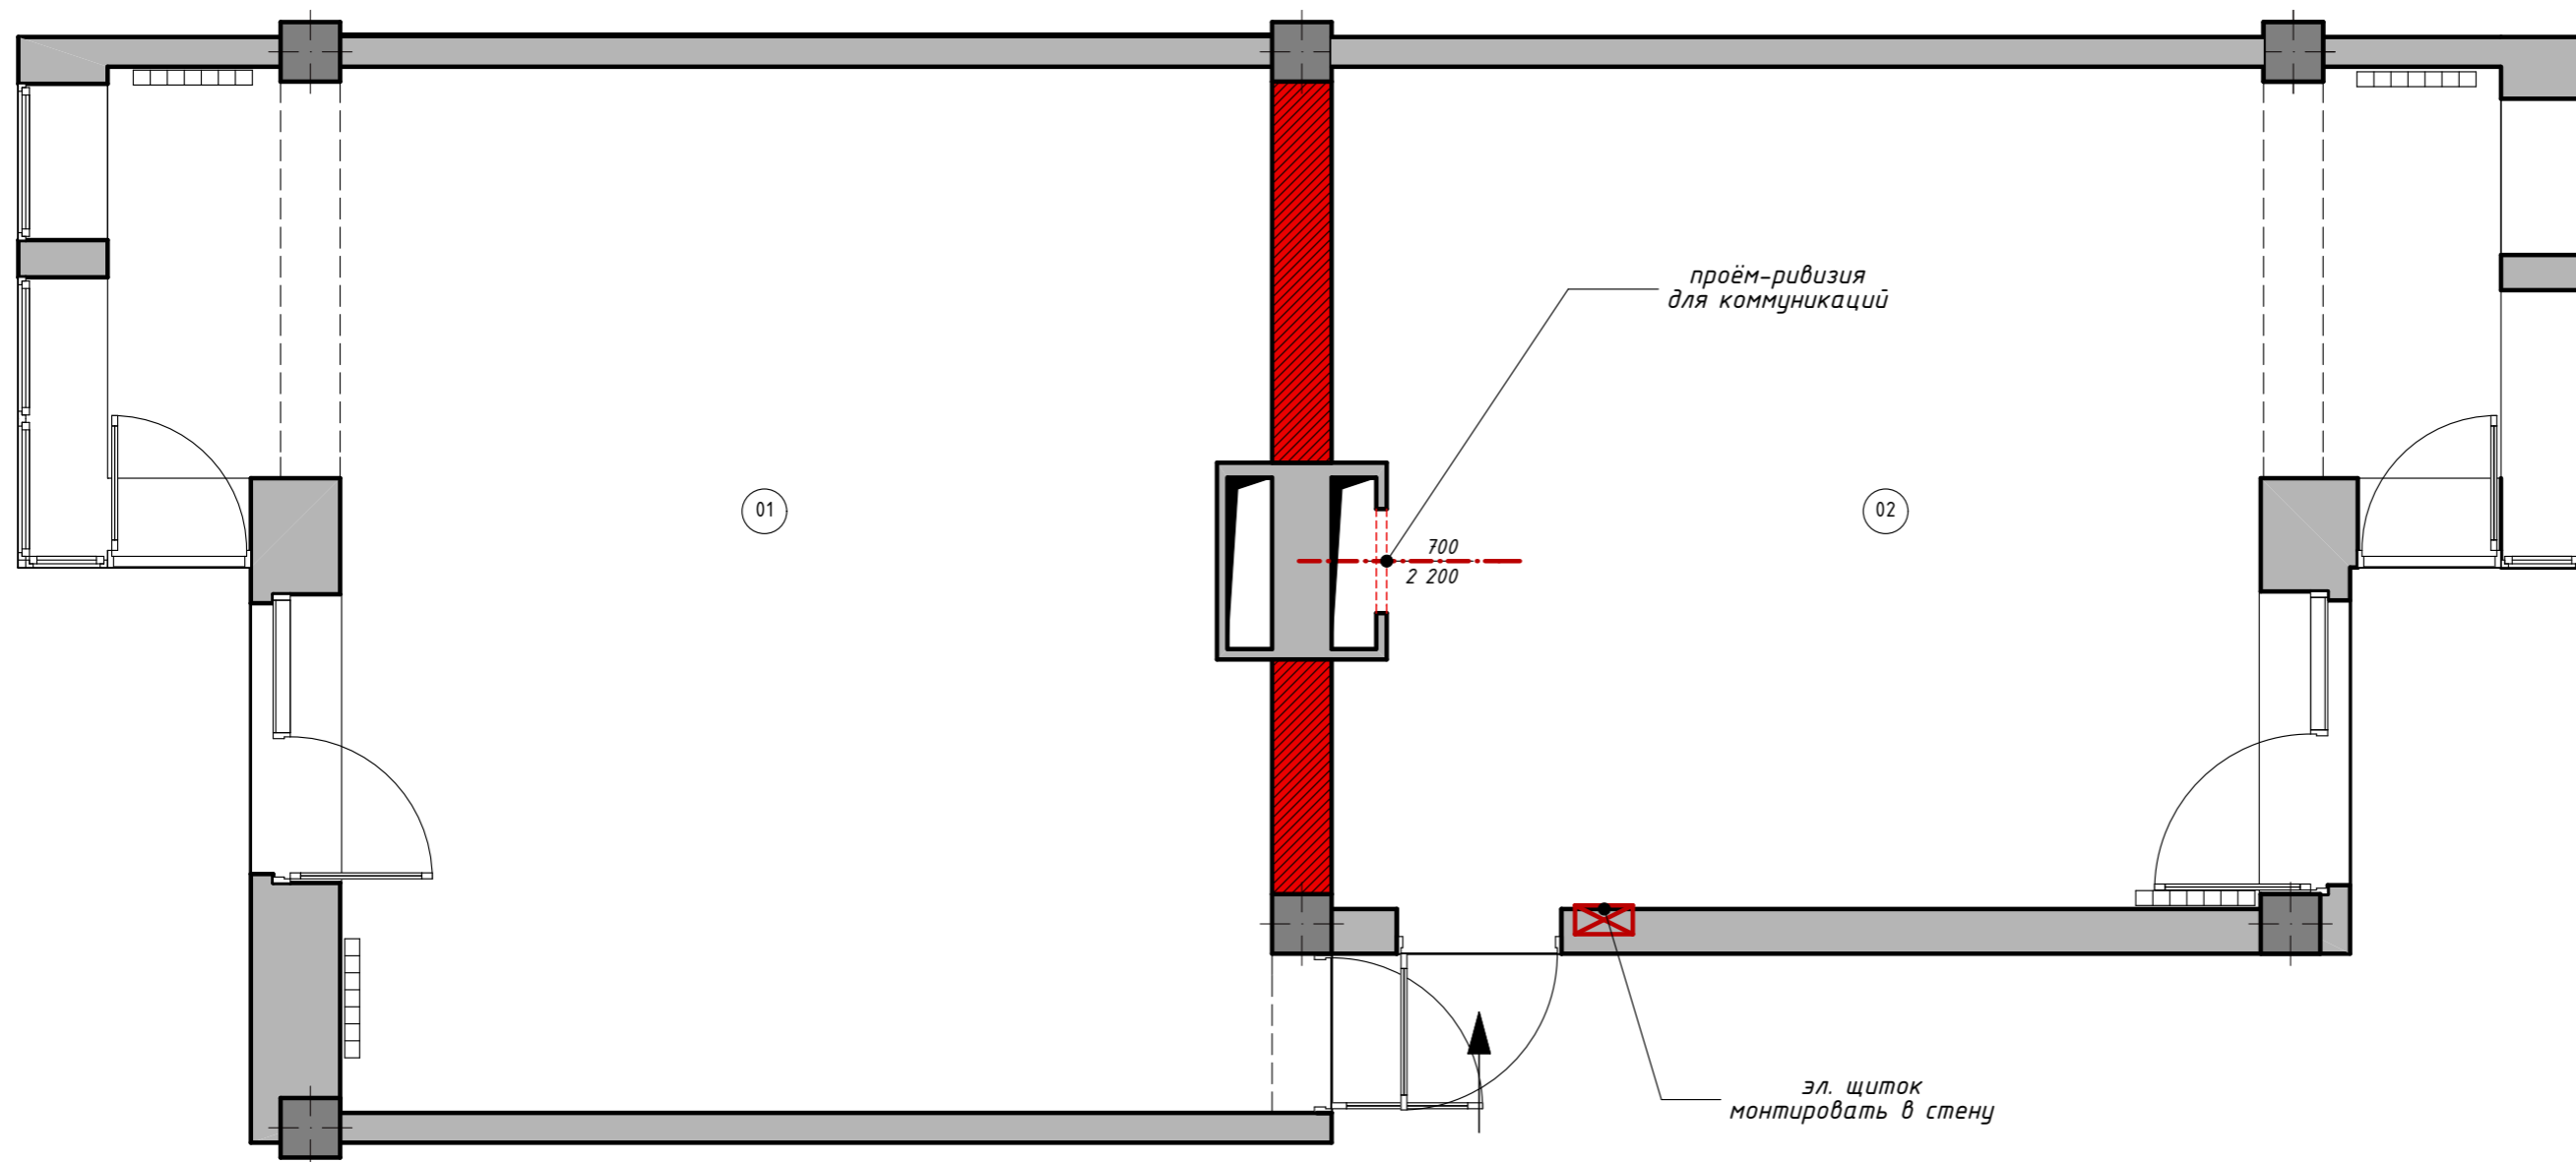 проём-ривизия
для коммуникаций
01
02
700
2 200
эл. щиток
монтировать в стену